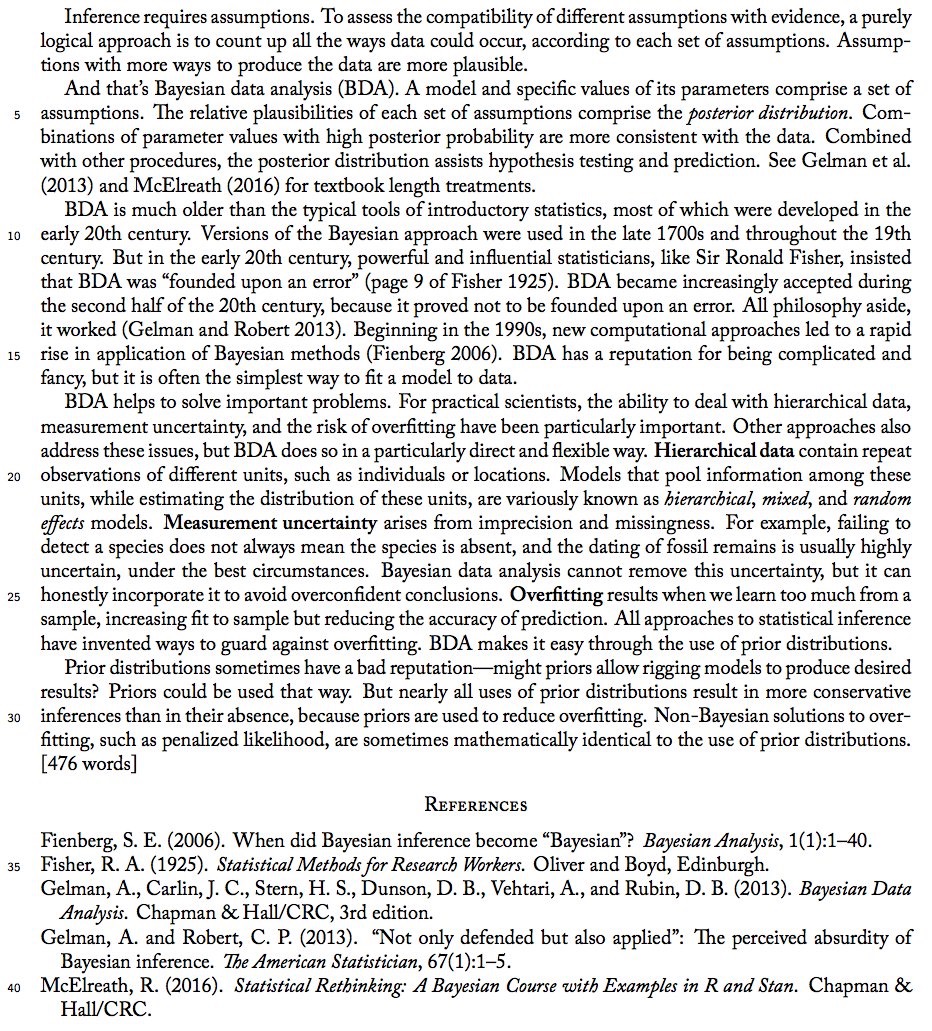 Inference requires assumptions. To assess the compatibility of different assumptions with evidence, a purely
logical approach is to count up all the ways data could occur, according to each set of assumptions. Assump-
tions with more ways to produce the data are more plausible.
And that's Bayesian data analysis (BDA). A model and specific values of its parameters comprise a set of
5 assumptions. The relative plausibilities of each set of assumptions comprise the posterior distribution. Com-
binations of parameter values with high posterior probability are more consistent with the data. Combined
with other procedures, the posterior distribution assists hypothesis testing and prediction. See Gelman et al.
(2013) and McElreath (2016) for textbook length treatments.
BDA is much older than the typical tools of introductory statistics, most of which were developed in the
10 early 20th century. Versions of the Bayesian approach were used in the late 1700s and throughout the 19th
century. But in the early 20th century, powerful and influential statisticians, like Sir Ronald Fisher, insisted
that BDA was “founded upon an error” (page 9 of Fisher 1925). BDA became increasingly accepted during
the second half of the 20th century, because it proved not to be founded upon an error. All philosophy aside,
it worked (Gelman and Robert 2013). Beginning in the 1990s, new computational approaches led to a rapid
15 rise in application of Bayesian methods (Fienberg 2006). BDA has a reputation for being complicated and
fancy, but it is often the simplest way to fit a model to data.
BDA helps to solve important problems. For practical scientists, the ability to deal with hierarchical data,
measurement uncertainty, and the risk of overfitting have been particularly important. Other approaches also
address these issues, but BDA does so in a particularly direct and flexible way. Hierarchical data contain repeat
20 observations of different units, such as individuals or locations. Models that pool information among these
units, while estimating the distribution of these units, are variously known as hierarchical, mixed, and random
effects models. Measurement uncertainty arises from imprecision and missingness. For example, failing to
detect a species does not always mean the species is absent, and the dating of fossil remains is usually highly
uncertain, under the best circumstances. Bayesian data analysis cannot remove this uncertainty, but it can
25 honestly incorporate it to avoid overconfident conclusions. Overfitting results when we learn too much from a
sample, increasing fit to sample but reducing the accuracy of prediction. All approaches to statistical inference
have invented ways to guard against overfitting. BDA makes it easy through the use of prior distributions.
Prior distributions sometimes have a bad reputation—might priors allow rigging models to produce desired
results? Priors could be used that way. But nearly all uses of prior distributions result in more conservative
30 inferences than in their absence, because priors are used to reduce overfitting. Non-Bayesian solutions to over-
fitting, such as penalized likelihood, are sometimes mathematically identical to the use of prior distributions.
[476 words]
References
Fienberg, S. E. (2006). When did Bayesian inference become “Bayesian”? Bayesian Analysis, 1(1):1–40.
35 Fisher, R. A. (1925). Statistical Methods for Research Workers. Oliver and Boyd, Edinburgh.
Gelman, A., Carlin, J. C., Stern, H. S., Dunson, D. B., Vehtari, A., and Rubin, D. B. (2013). Bayesian Data
Analysis. Chapman & Hall/CRC, 3rd edition.
Gelman, A. and Robert, C. P. (2013). “Not only defended but also applied”: The perceived absurdity of
Bayesian inference. The American Statistician, 67(1):1–5.
40 McElreath, R. (2016). Statistical Rethinking: A Bayesian Course with Examples in R and Stan. Chapman &
Hall/CRC.